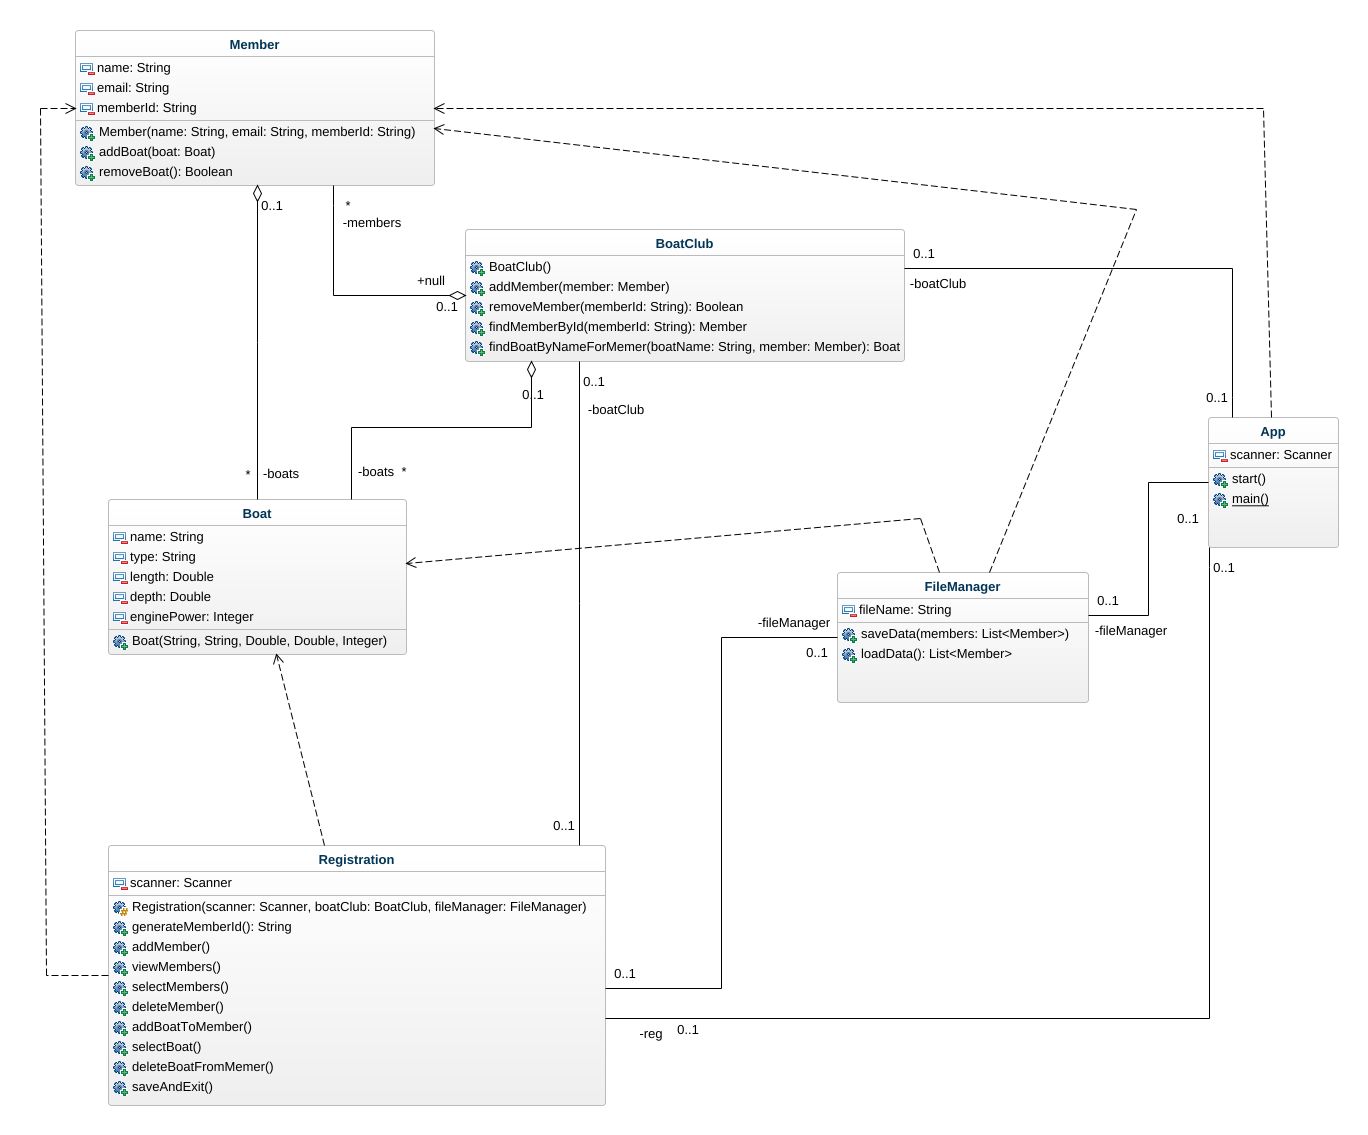 Member
name: String
email: String
memberId: String
Member(name: String, email: String, memberId: String)
addBoat(boat: Boat)
removeBoat(): Boolean
0..1
*
-members
+null
0..1
BoatClub
BoatClub()
addMember(member: Member)
removeMember(memberId: String): Boolean
findMemberById(memberId: String): Member
findBoatByNameForMemer(boatName: String, member: Member): Boat
0..1
-boatClub
0..1
0..1
0..1
-boatClub
* -boats
-boats *
App
scanner: Scanner
start()
main()
0..1
0..1
Boat
name: String
type: String
length: Double
depth: Double
enginePower: Integer
Boat(String, String, Double, Double, Integer)
FileManager
fileName: String
saveData(members: List<Member>)
loadData(): List<Member>
-fileManager
0..1
0..1
-fileManager
0..1
Registration
scanner: Scanner
Registration(scanner: Scanner, boatClub: BoatClub, fileManager: FileManager)
generateMemberId(): String
addMember()
viewMembers()
selectMembers()
deleteMember()
addBoatToMember()
selectBoat()
deleteBoatFromMemer()
saveAndExit()
0..1
-reg 0..1